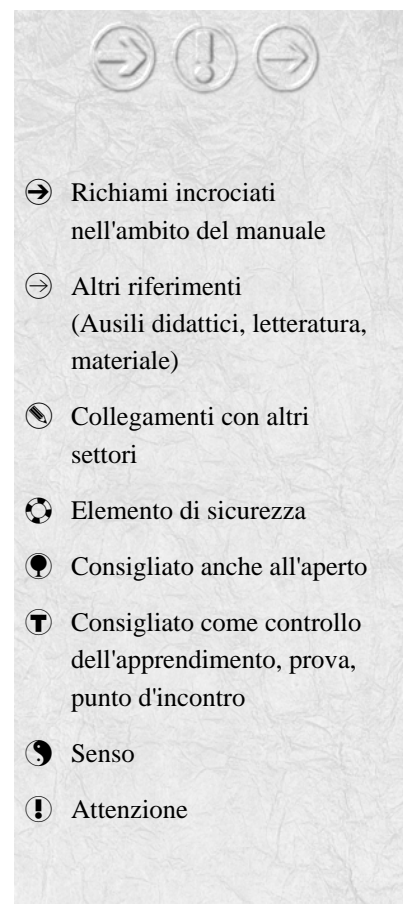 Richiami incrociati
nell'ambito del manuale
Altri riferimenti
(Ausili didattici, letteratura,
materiale)
Collegamenti con altri
settori
Elemento di sicurezza
Consigliato anche all'aperto
T Consigliato come controllo
dell'apprendimento, prova,
punto d'incontro
Senso
! Attenzione